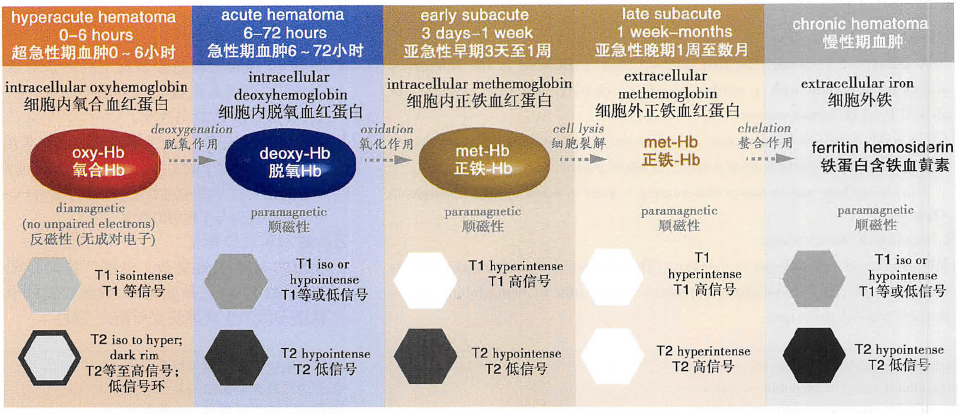 hyperacute hematoma
0-6 hours
超急性期血肿0～6小时
intracellular oxyhemoglobin
细胞内氧合血红蛋白
oxy-Hb
氧合Hb
deoxygenation
脱氧作用
diamagnetic
(no unpaired electrons)
反磁性 (无成对电子)
T1 isointense
T1 等信号
T2 iso to hyper;
dark rim
T2等至高信号；
低信号环
acute hematoma
6-72 hours
急性期血肿6～72小时
intracellular
deoxyhemoglobin
细胞内脱氧血红蛋白
deoxy-Hb
脱氧Hb
oxidation
氧化作用
paramagnetic
顺磁性
T1 iso or
hypointense
T1等或低信号
T2 hypointense
T2 低信号
early subacute
3 days-1 week
亚急性早期3天至1周
intracellular methemoglobin
细胞内正铁血红蛋白
met-Hb
正铁-Hb
cell lysis
细胞裂解
paramagnetic
顺磁性
T1 hyperintense
T1 高信号
T2 hypointense
T2 低信号
late subacute
1 week-months
亚急性晚期1周至数月
extracellular
methemoglobin
细胞外正铁血红蛋白
met-Hb
正铁-Hb
chelation
螯合作用
paramagnetic
顺磁性
T1
hyperintense
T1 高信号
T2 hyperintense
T2 高信号
chronic hematoma
慢性期血肿
extracellular iron
细胞外铁
ferritin hemosiderin
铁蛋白含铁血黄素
paramagnetic
顺磁性
T1 iso or
hypointense
T1等或低信号
T2 hypointense
T2 低信号